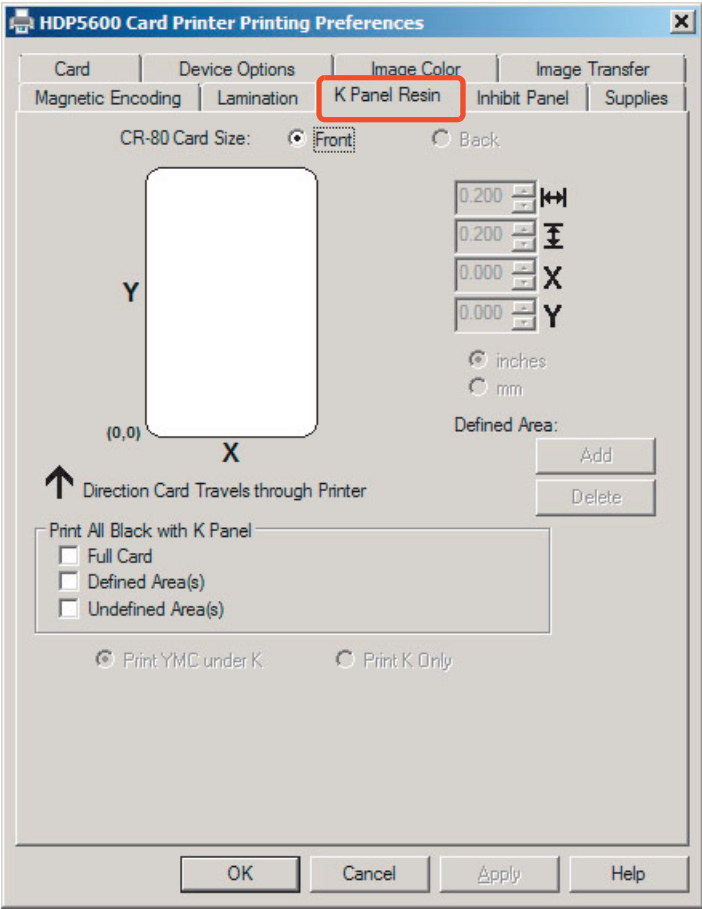 HDP5600 Card Printer Printing Preferences
Card Device Options Image Color Image Transfer
Magnetic Encoding Lamination K Panel Resin Inhibit Panel Supplies
CR-80 Card Size: Front Back
0.200
0.200
0.000 X
0.000 Y
Y
inches
mm
(0,0)
X
Defined Area:
Add
Direction Card Travels through Printer
Delete
Print All Black with K Panel
Full Card
Defined Area(s)
Undefined Area(s)
Print YMC under K Print K Only
OK Cancel Apply Help